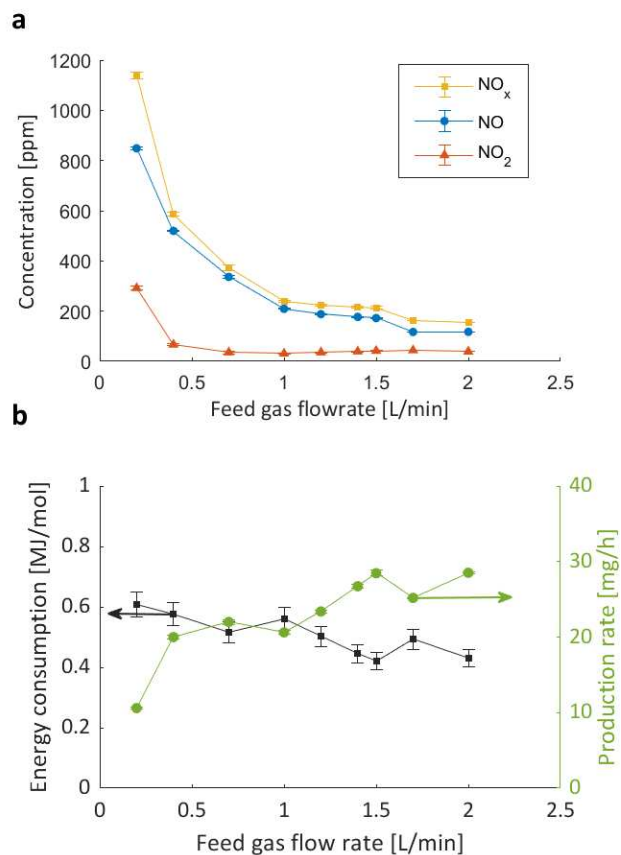 a
1200
1000
800
600
400
200
0
Concentration [ppm]
NOx
NO
NO2
0 0.5 1 1.5 2 2.5
Feed gas flowrate [L/min]
b
1
0.8
0.6
0.4
0.2
0
Energy consumption [MJ/mol]
40
30
20
10
0
Production rate [mg/h]
0 0.5 1 1.5 2 2.5
Feed gas flow rate [L/min]